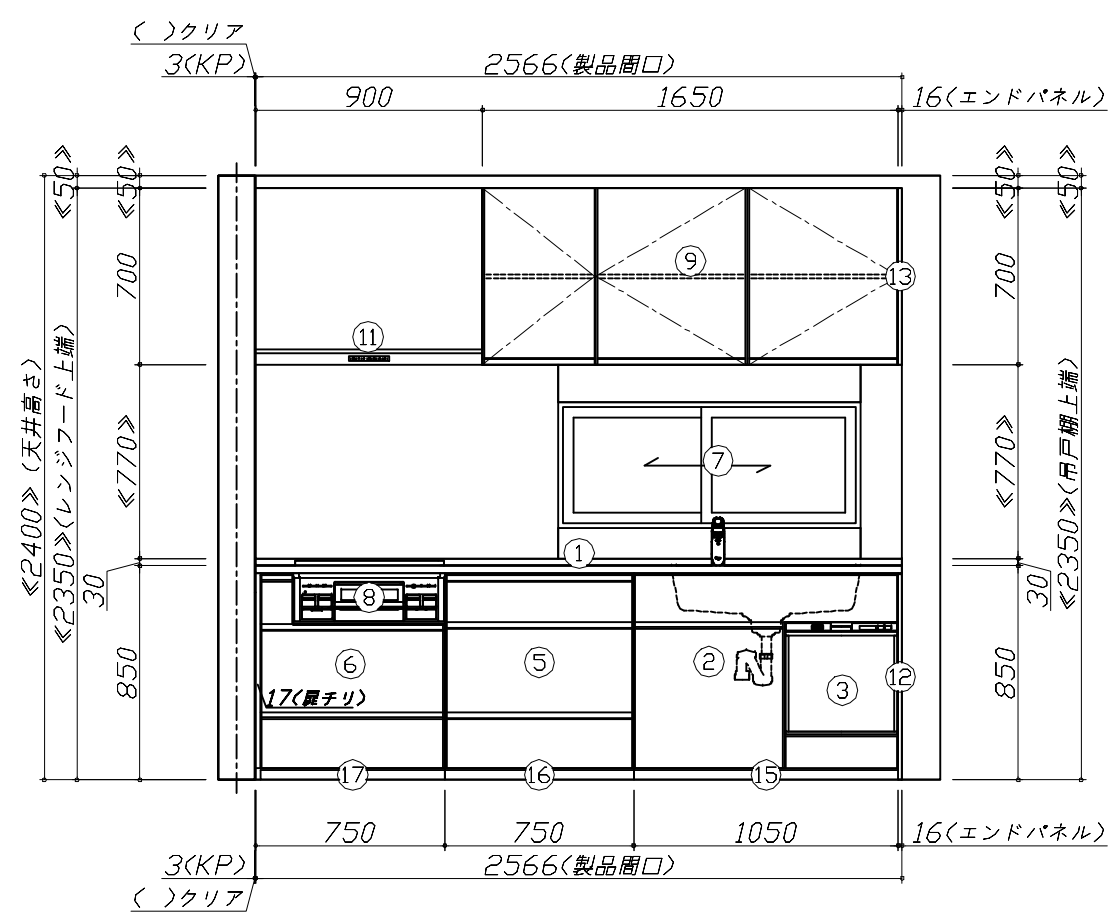 ( )クリア
3(KP)
2566(製品間口)
900
1650
16(エンドパネル)
≪50≫
≪50≫
≪50≫
≪50≫
700
700
9
13
11
≪2400≫(天井高さ)
≪2350≫(レンジフード上端)
≪770≫
≪770≫
≪2350≫(吊戸棚上端)
7
1
30
30
8
6
5
2
3
12
850
850
17(扉チリ)
17
16
15
750
750
1050
16(エンドパネル)
3(KP)
2566(製品間口)
( )クリア